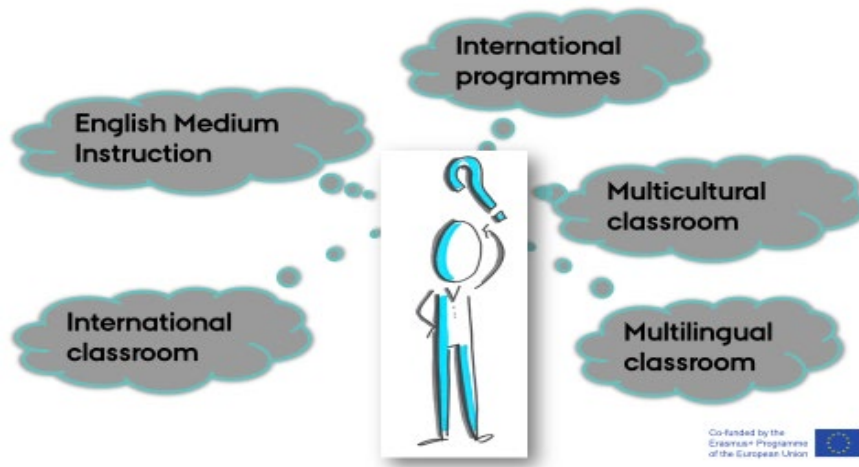 International
programmes
English Medium
Instruction
Multicultural
classroom
International
classroom
Multilingual
classroom
Co-funded by the
Erasmus+ Programme
of the European Union